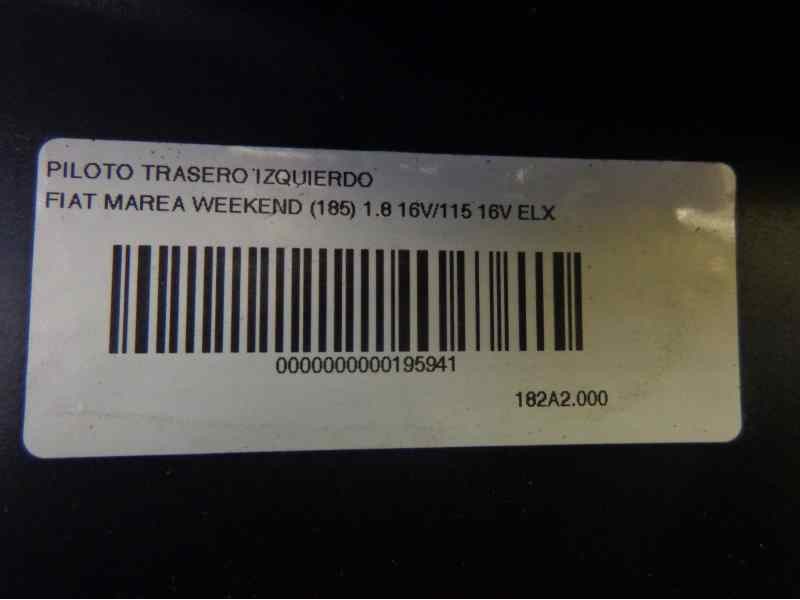 PILOTO TRASERO IZQUIERDO
FIAT MAREA WEEKEND (185) 1.8 16V/115 16V ELX
0000000000195941
182A2.000